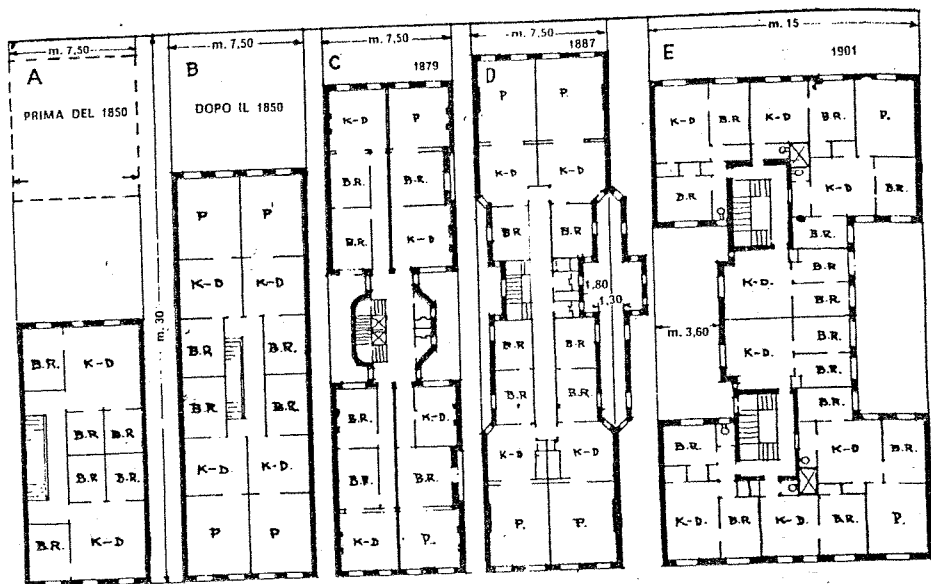 m. 7,50
A
PRIMA DEL 1850
B.R. K-D
B.R B.R.
B.R B.R.
B.R. K-D
m. 30
m. 7,50
B
DOPO IL 1850
P P
K-D K-D
B.R B.R.
B.R B.R.
K-D. K-D.
P P
m. 7,50
C 1879
K-D P
B.R. B.R.
B.R. K-D
B.R. K-D.
B.R. B.R.
K-D P.
m. 7,50
D 1887
P P.
K-D K-D
B.R B.R.
1,80
1,30
B.R B.R.
B.R. B.R.
K-D K-D
P. P.
m. 15
E 1901
K-D B.R K-D B.R. P.
B.R K-D B.R.
B.R.
K-D. B.R
B.R.
m. 3,60
K-D. B.R.
B.R.
B.R.
B.R. K-D B.R.
K-D. B.R K-D. B.R. P.